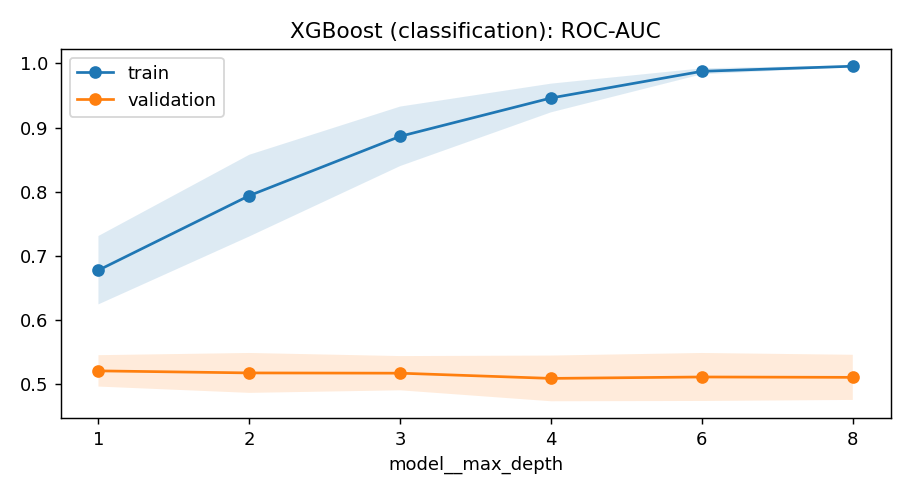 XGBoost (classification): ROC-AUC
train
validation
1.0
0.9
0.8
0.7
0.6
0.5
1 2 3 4 6 8
model__max_depth